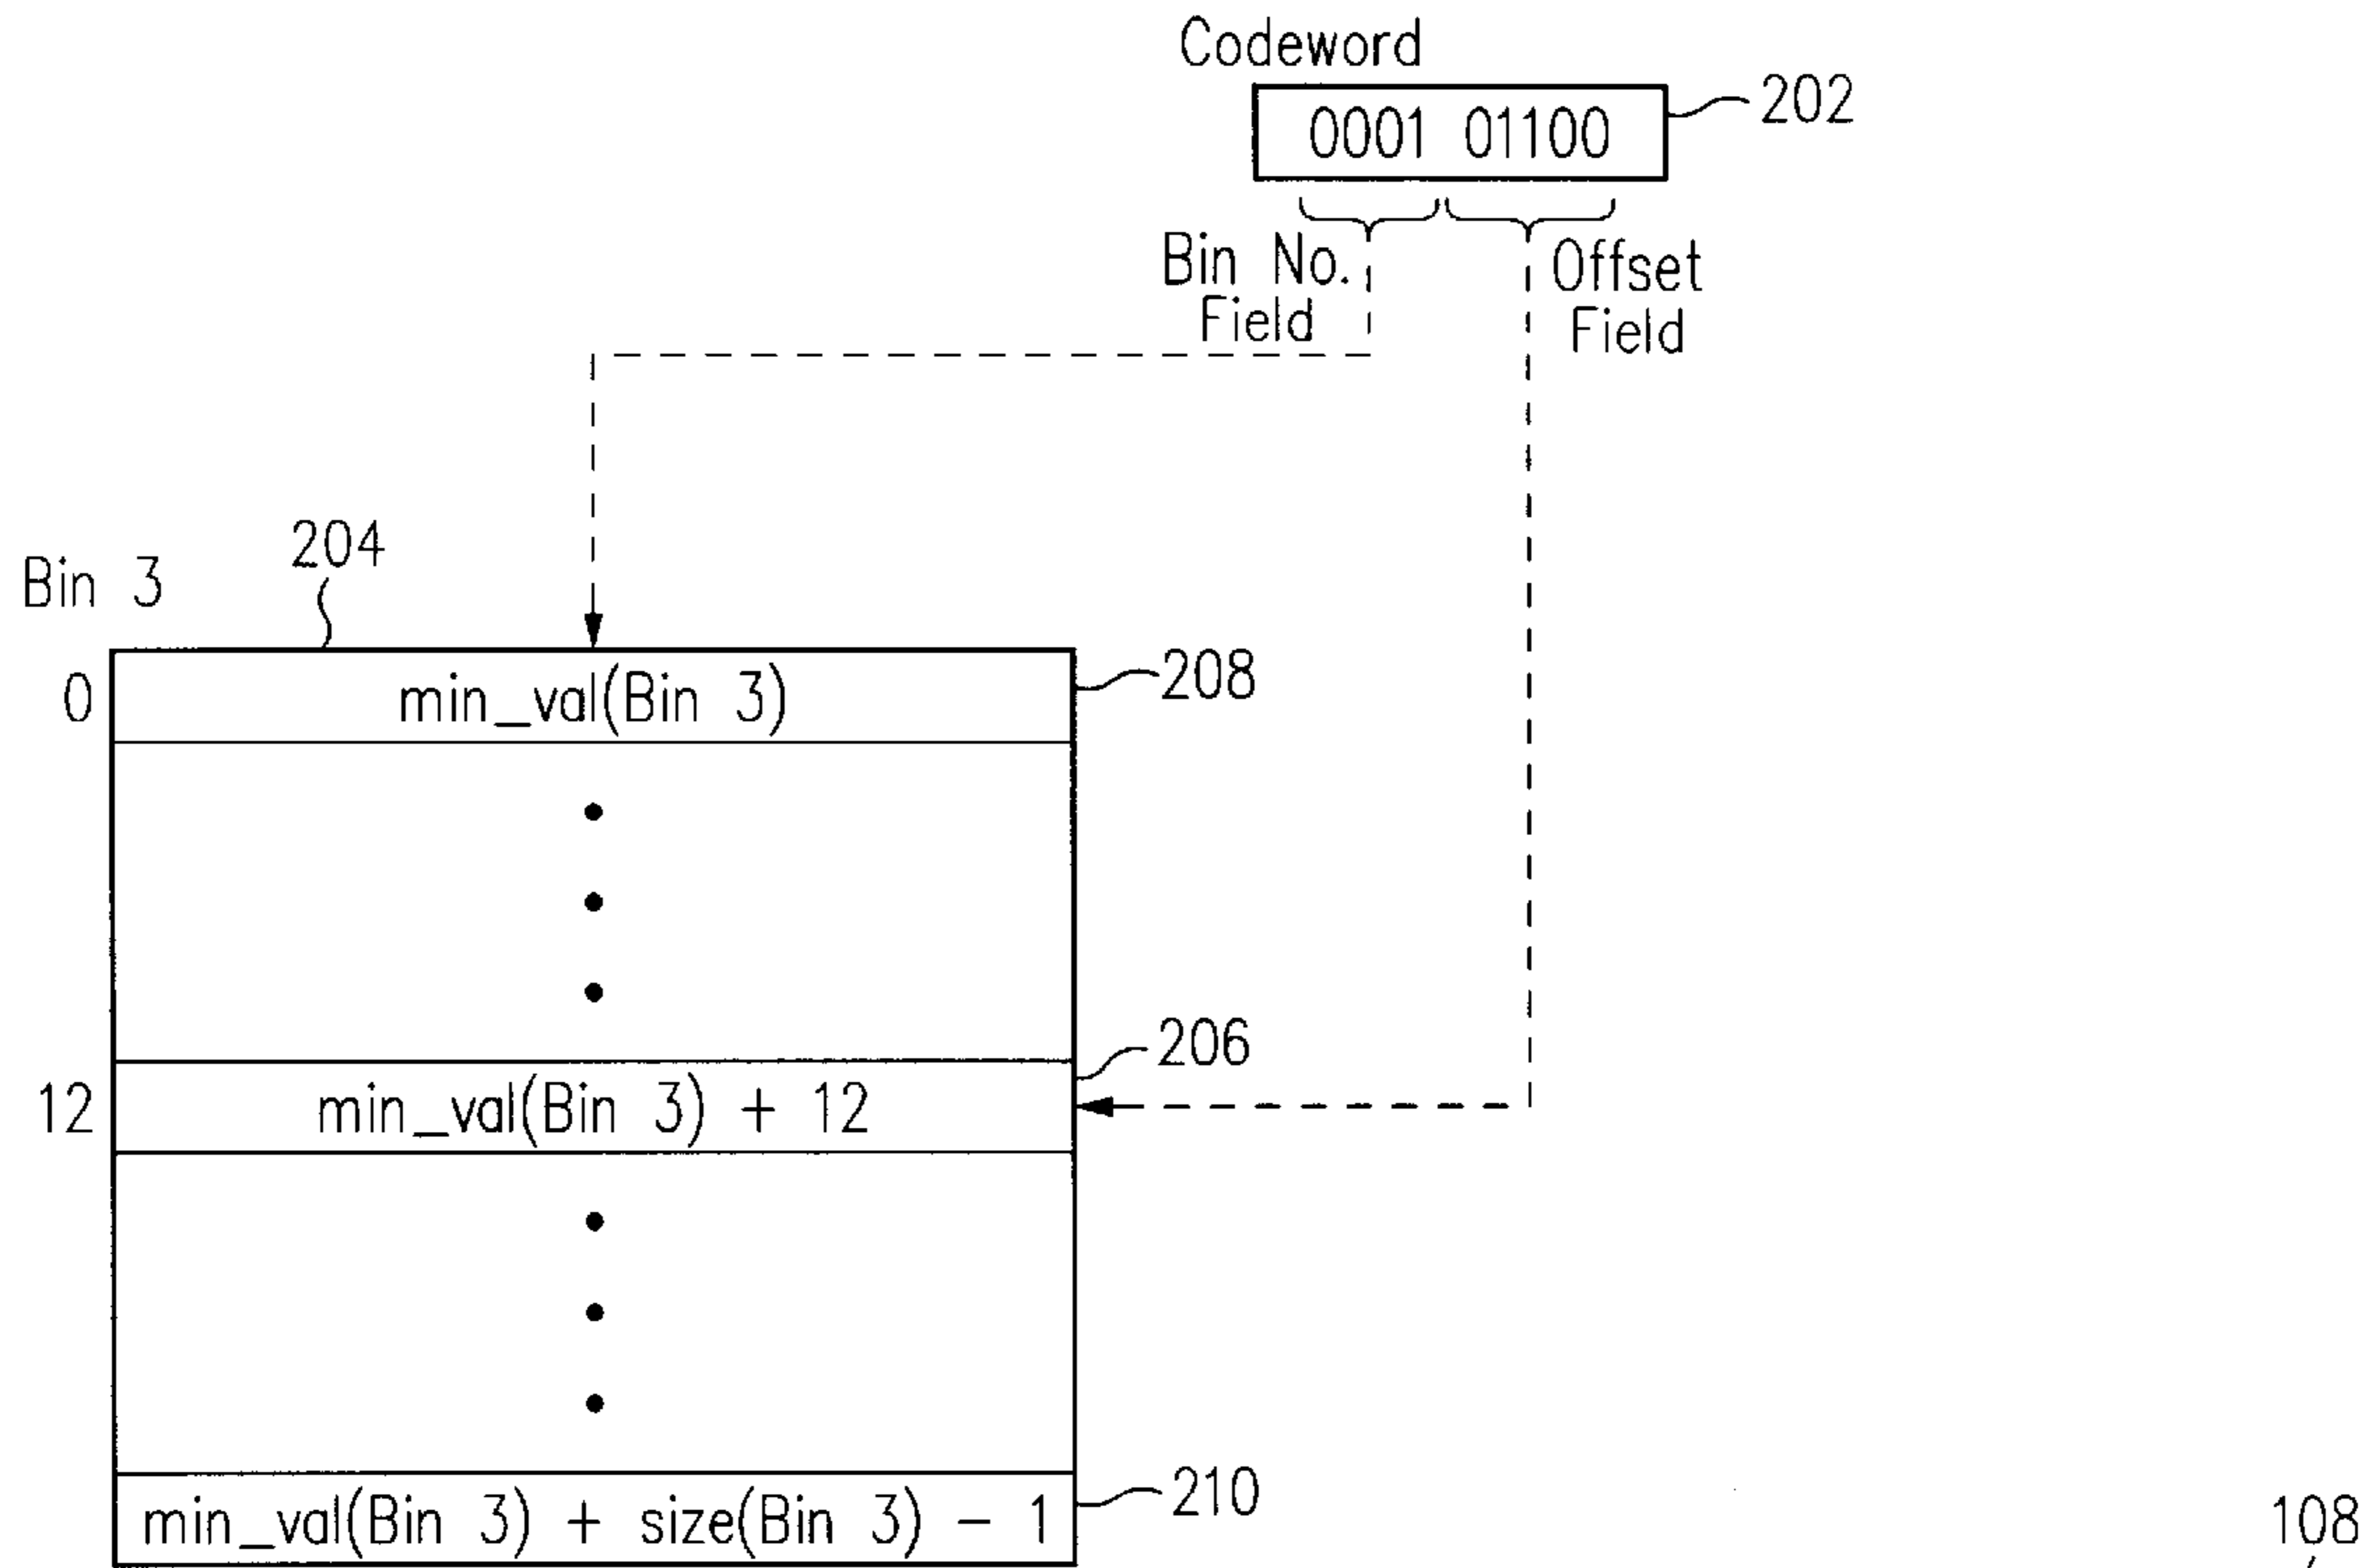 Codeword
0001 01100
202
Bin No.
Field
Offset
Field
204
Bin 3
0
min_val(Bin 3)
208
206
12
min_val(Bin 3) + 12
210
min_val(Bin 3) + size(Bin 3) - 1
108